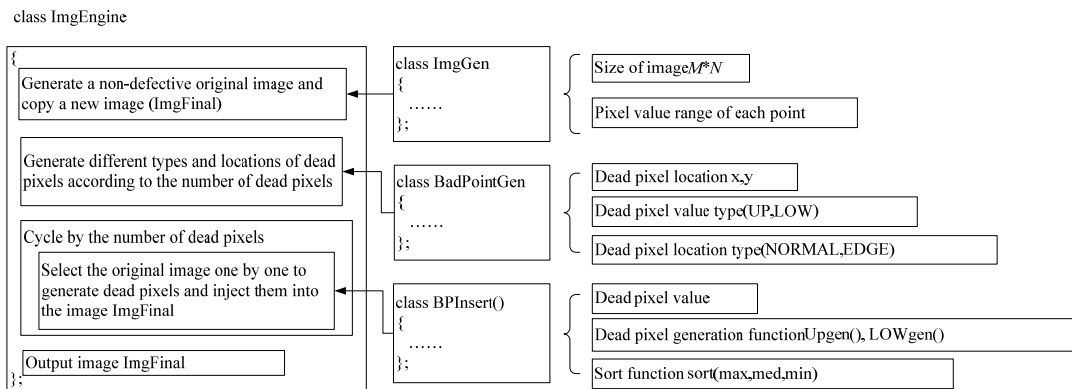 class ImgEngine
{
Generate a non-defective original image and
copy a new image (ImgFinal)
Generate different types and locations of dead
pixels according to the number of dead pixels
Cycle by the number of dead pixels
Select the original image one by one to
generate dead pixels and inject them into
the image ImgFinal
Output image ImgFinal
};
class ImgGen
{
......
};
Size of image M*N
Pixel value range of each point
class BadPointGen
{
......
};
Dead pixel location x,y
Dead pixel value type(UP,LOW)
Dead pixel location type(NORMAL,EDGE)
class BPInsert()
{
......
};
Dead pixel value
Dead pixel generation functionUpgen(), LOWgen()
Sort function sort(max,med,min)